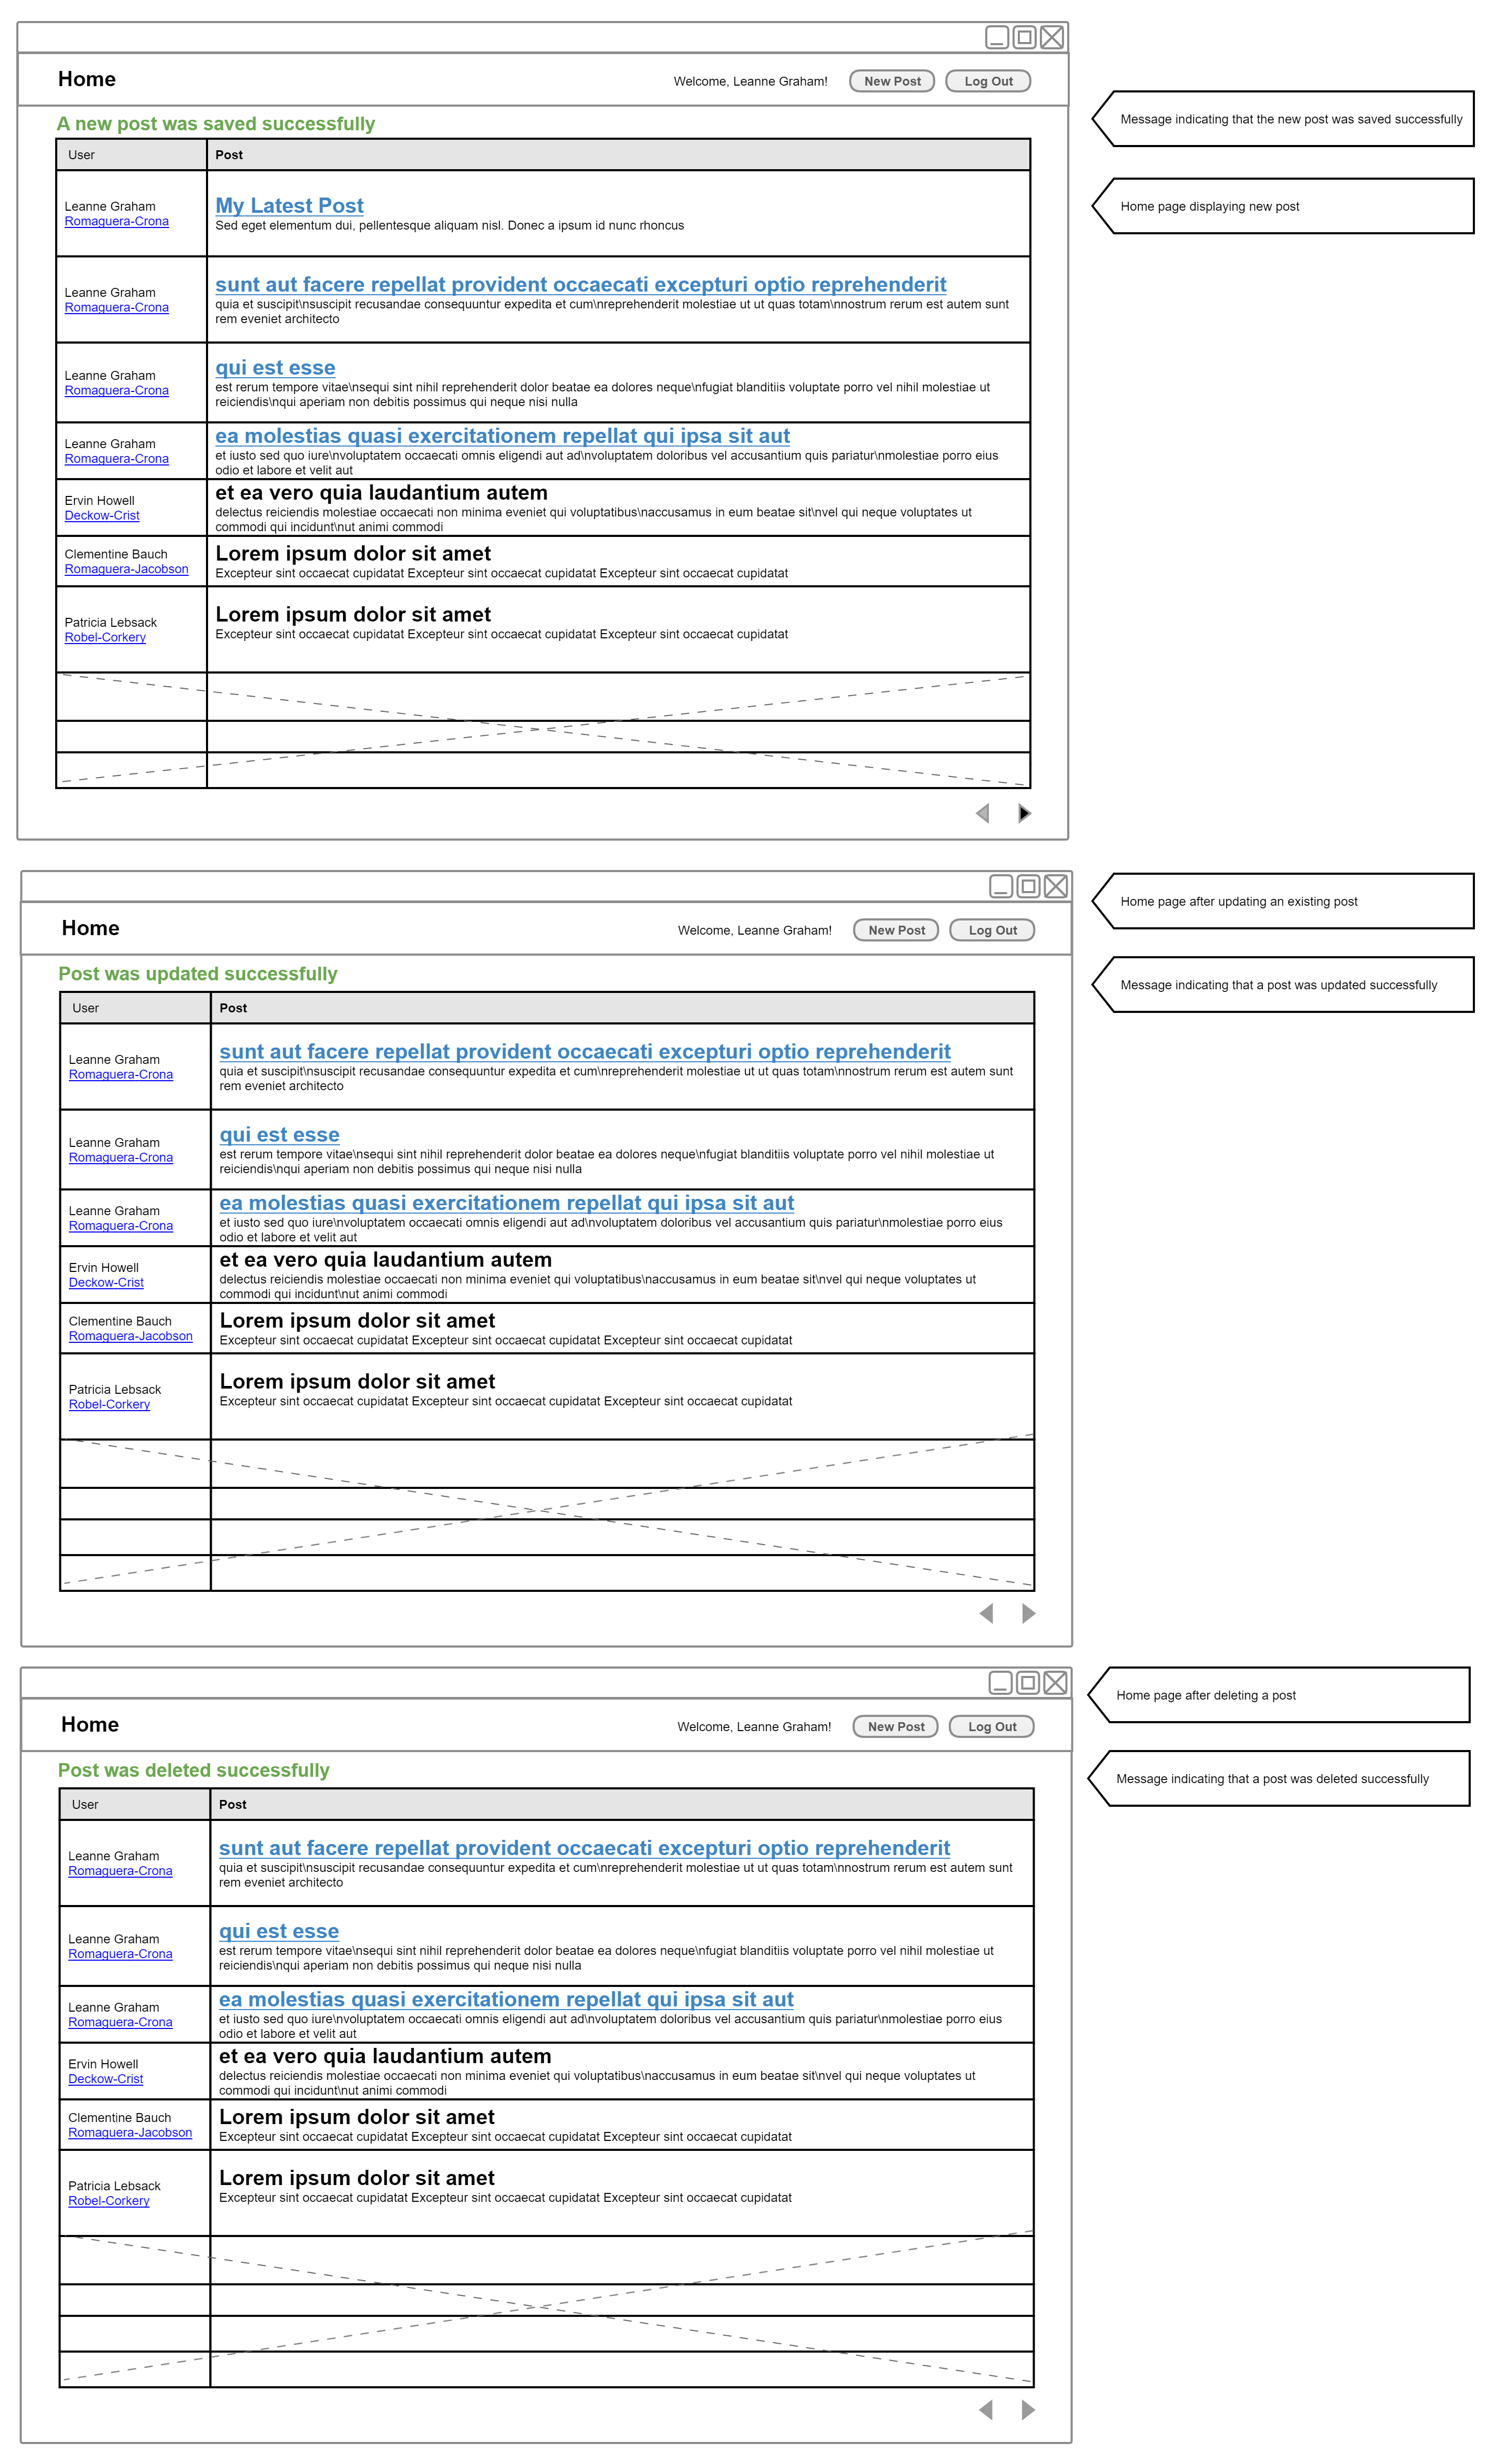 Home
Welcome, Leanne Graham!
New Post
Log Out
A new post was saved successfully
Message indicating that the new post was saved successfully
User
Post
Home page displaying new post
Leanne Graham
Romaguera-Crona
My Latest Post
Sed eget elementum dui, pellentesque aliquam nisl. Donec a ipsum id nunc rhoncus
Leanne Graham
Romaguera-Crona
sunt aut facere repellat provident occaecati excepturi optio reprehenderit
quia et suscipit\nsuscipit recusandae consequuntur expedita et cum\nreprehenderit molestiae ut ut quas totam\nnostrum rerum est autem sunt
rem eveniet architecto
Leanne Graham
Romaguera-Crona
qui est esse
est rerum tempore vitae\nsequi sint nihil reprehenderit dolor beatae ea dolores neque\nfugiat blanditiis voluptate porro vel nihil molestiae ut
reiciendis\nqui aperiam non debitis possimus qui neque nisi nulla
Leanne Graham
Romaguera-Crona
ea molestias quasi exercitationem repellat qui ipsa sit aut
et iusto sed quo iure\nvoluptatem occaecati omnis eligendi aut ad\nvoluptatem doloribus vel accusantium quis pariatur\nmolestiae porro eius
odio et labore et velit aut
Ervin Howell
Deckow-Crist
et ea vero quia laudantium autem
delectus reiciendis molestiae occaecati non minima eveniet qui voluptatibus\naccusamus in eum beatae sit\nvel qui neque voluptates ut
commodi qui incidunt\nut animi commodi
Clementine Bauch
Romaguera-Jacobson
Lorem ipsum dolor sit amet
Excepteur sint occaecat cupidatat Excepteur sint occaecat cupidatat Excepteur sint occaecat cupidatat
Patricia Lebsack
Robel-Corkery
Lorem ipsum dolor sit amet
Excepteur sint occaecat cupidatat Excepteur sint occaecat cupidatat Excepteur sint occaecat cupidatat
Home page after updating an existing post
Home
Welcome, Leanne Graham!
New Post
Log Out
Post was updated successfully
Message indicating that a post was updated successfully
User
Post
Leanne Graham
Romaguera-Crona
sunt aut facere repellat provident occaecati excepturi optio reprehenderit
quia et suscipit\nsuscipit recusandae consequuntur expedita et cum\nreprehenderit molestiae ut ut quas totam\nnostrum rerum est autem sunt
rem eveniet architecto
Leanne Graham
Romaguera-Crona
qui est esse
est rerum tempore vitae\nsequi sint nihil reprehenderit dolor beatae ea dolores neque\nfugiat blanditiis voluptate porro vel nihil molestiae ut
reiciendis\nqui aperiam non debitis possimus qui neque nisi nulla
Leanne Graham
Romaguera-Crona
ea molestias quasi exercitationem repellat qui ipsa sit aut
et iusto sed quo iure\nvoluptatem occaecati omnis eligendi aut ad\nvoluptatem doloribus vel accusantium quis pariatur\nmolestiae porro eius
odio et labore et velit aut
Ervin Howell
Deckow-Crist
et ea vero quia laudantium autem
delectus reiciendis molestiae occaecati non minima eveniet qui voluptatibus\naccusamus in eum beatae sit\nvel qui neque voluptates ut
commodi qui incidunt\nut animi commodi
Clementine Bauch
Romaguera-Jacobson
Lorem ipsum dolor sit amet
Excepteur sint occaecat cupidatat Excepteur sint occaecat cupidatat Excepteur sint occaecat cupidatat
Patricia Lebsack
Robel-Corkery
Lorem ipsum dolor sit amet
Excepteur sint occaecat cupidatat Excepteur sint occaecat cupidatat Excepteur sint occaecat cupidatat
Home page after deleting a post
Home
Welcome, Leanne Graham!
New Post
Log Out
Post was deleted successfully
Message indicating that a post was deleted successfully
User
Post
Leanne Graham
Romaguera-Crona
sunt aut facere repellat provident occaecati excepturi optio reprehenderit
quia et suscipit\nsuscipit recusandae consequuntur expedita et cum\nreprehenderit molestiae ut ut quas totam\nnostrum rerum est autem sunt
rem eveniet architecto
Leanne Graham
Romaguera-Crona
qui est esse
est rerum tempore vitae\nsequi sint nihil reprehenderit dolor beatae ea dolores neque\nfugiat blanditiis voluptate porro vel nihil molestiae ut
reiciendis\nqui aperiam non debitis possimus qui neque nisi nulla
Leanne Graham
Romaguera-Crona
ea molestias quasi exercitationem repellat qui ipsa sit aut
et iusto sed quo iure\nvoluptatem occaecati omnis eligendi aut ad\nvoluptatem doloribus vel accusantium quis pariatur\nmolestiae porro eius
odio et labore et velit aut
Ervin Howell
Deckow-Crist
et ea vero quia laudantium autem
delectus reiciendis molestiae occaecati non minima eveniet qui voluptatibus\naccusamus in eum beatae sit\nvel qui neque voluptates ut
commodi qui incidunt\nut animi commodi
Clementine Bauch
Romaguera-Jacobson
Lorem ipsum dolor sit amet
Excepteur sint occaecat cupidatat Excepteur sint occaecat cupidatat Excepteur sint occaecat cupidatat
Patricia Lebsack
Robel-Corkery
Lorem ipsum dolor sit amet
Excepteur sint occaecat cupidatat Excepteur sint occaecat cupidatat Excepteur sint occaecat cupidatat